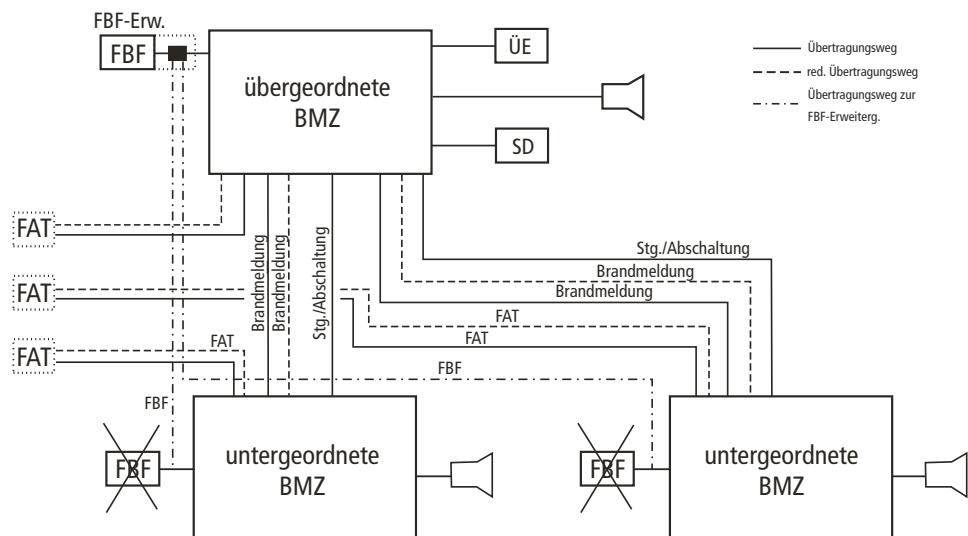 FBF-Erw.
FBF
übergeordnete
BMZ
ÜE
SD
Übertragungsweg
red. Übertragungsweg
Übertragungsweg zur
FBF-Erweiterg.
FAT
FAT
FAT
Brandmeldung
Brandmeldung
Stg./Abschaltung
Stg./Abschaltung
Brandmeldung
Brandmeldung
FAT
FAT
FAT
FBF
FBF
FBF
untergeordnete
BMZ
FBF
untergeordnete
BMZ